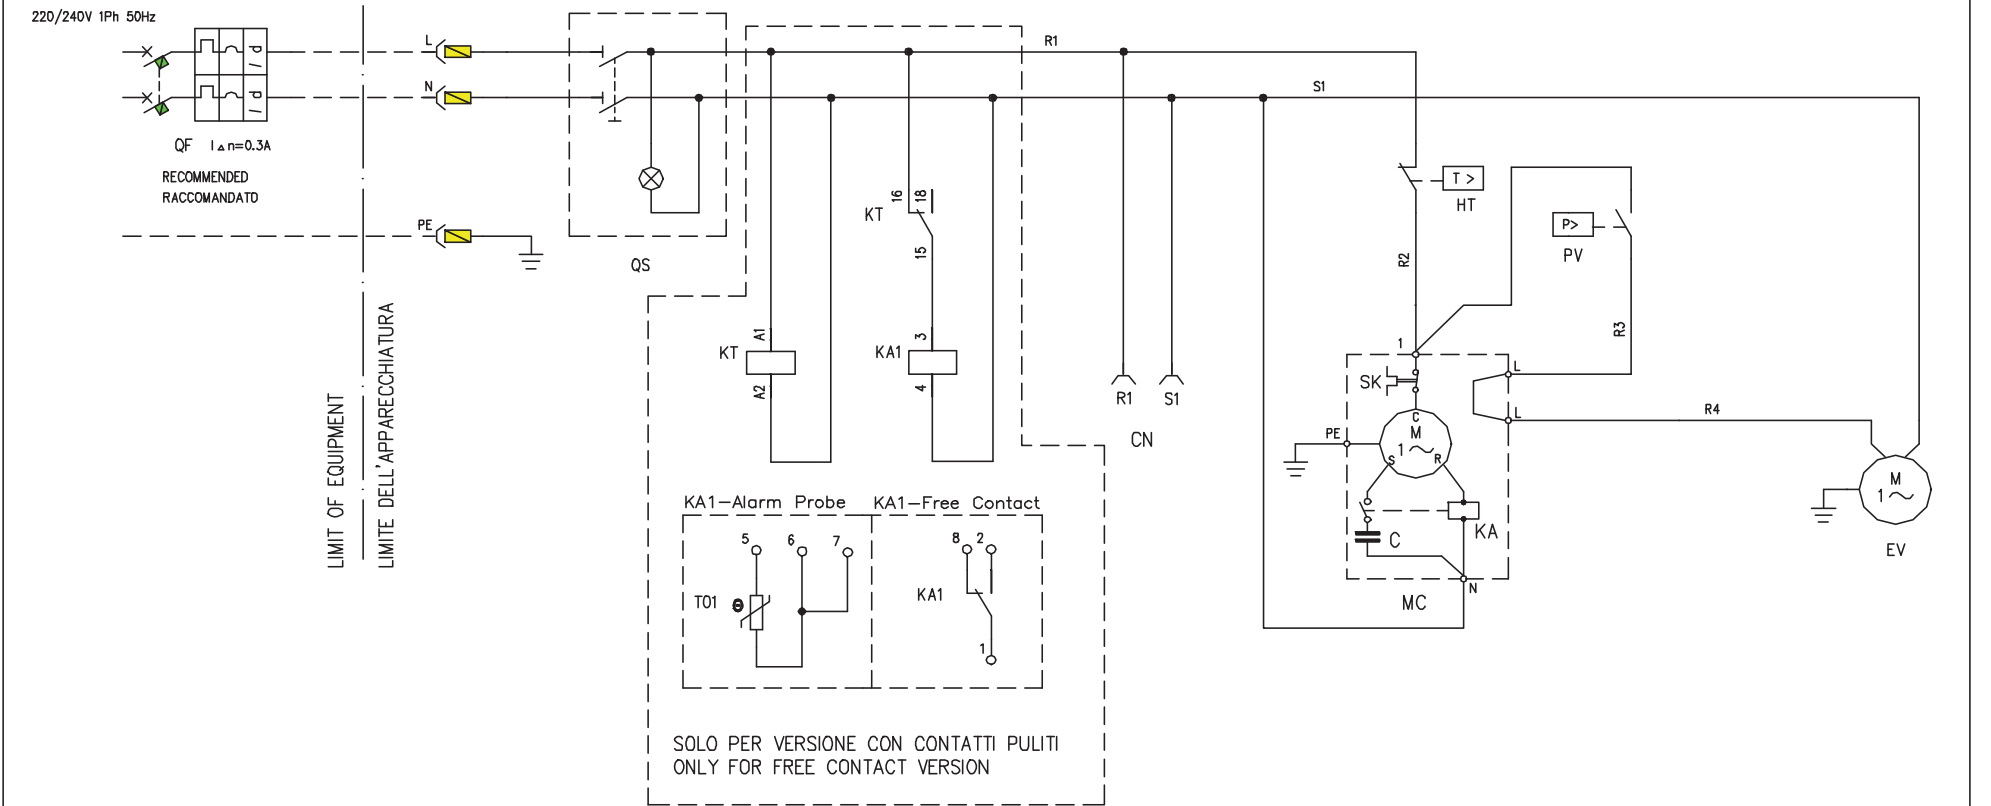 220/240V 1Ph 50Hz
L
R1
N
S1
I/d
I/d
QF I △ n=0.3A
RECOMMENDED
RACCOMANDATO
PE
QS
LIMIT OF EQUIPMENT
LIMITE DELL'APPARECCHIATURA
KT
16
18
15
KT
A1
A2
KA1
3
4
R1
S1
CN
T >
HT
P>
PV
R2
R3
1
SK
L
L
R4
C
M
1
S
R
PE
C
KA
N
MC
M
1
EV
KA1-Alarm Probe
KA1-Free Contact
5
6
7
8
2
TO1
Θ
KA1
1
SOLO PER VERSIONE CON CONTATTI PULITI
ONLY FOR FREE CONTACT VERSION